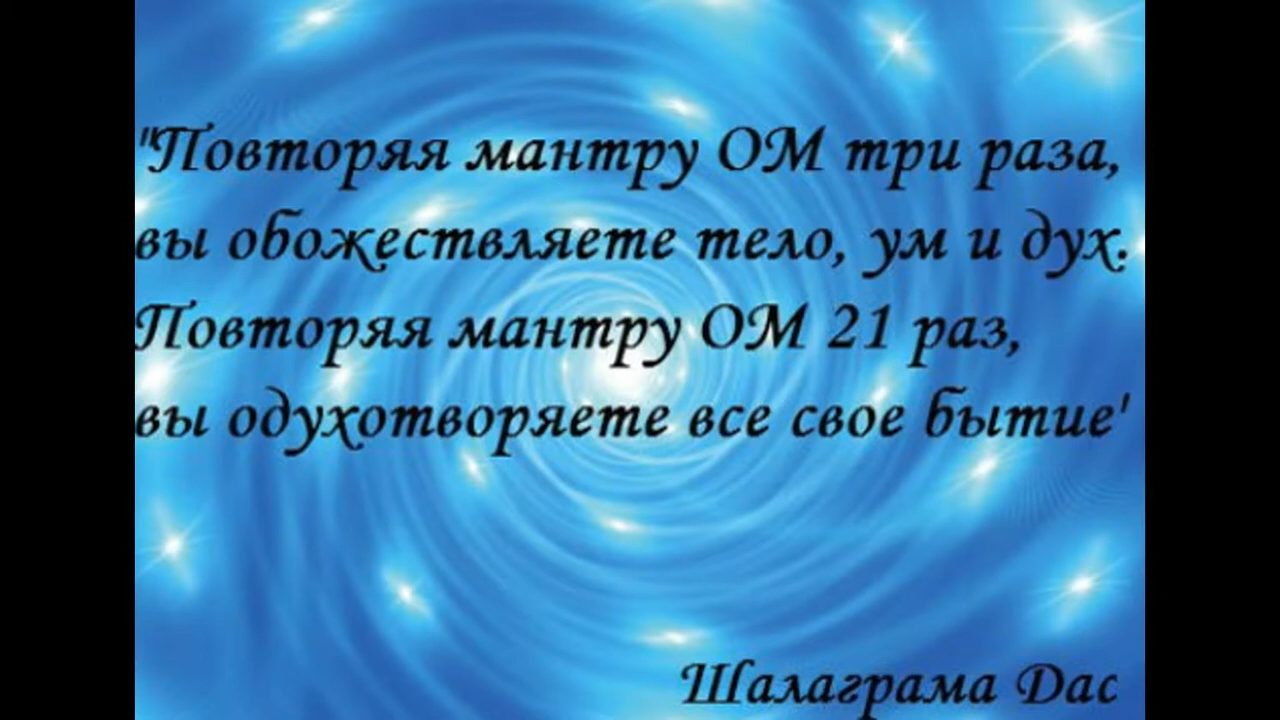 "Повторяя мантру ОМ три раза,
вы обожествляете тело, ум и дух.
Повторяя мантру ОМ 21 раз,
вы одухотворяете все свое бытие'
Шалаграма Дас